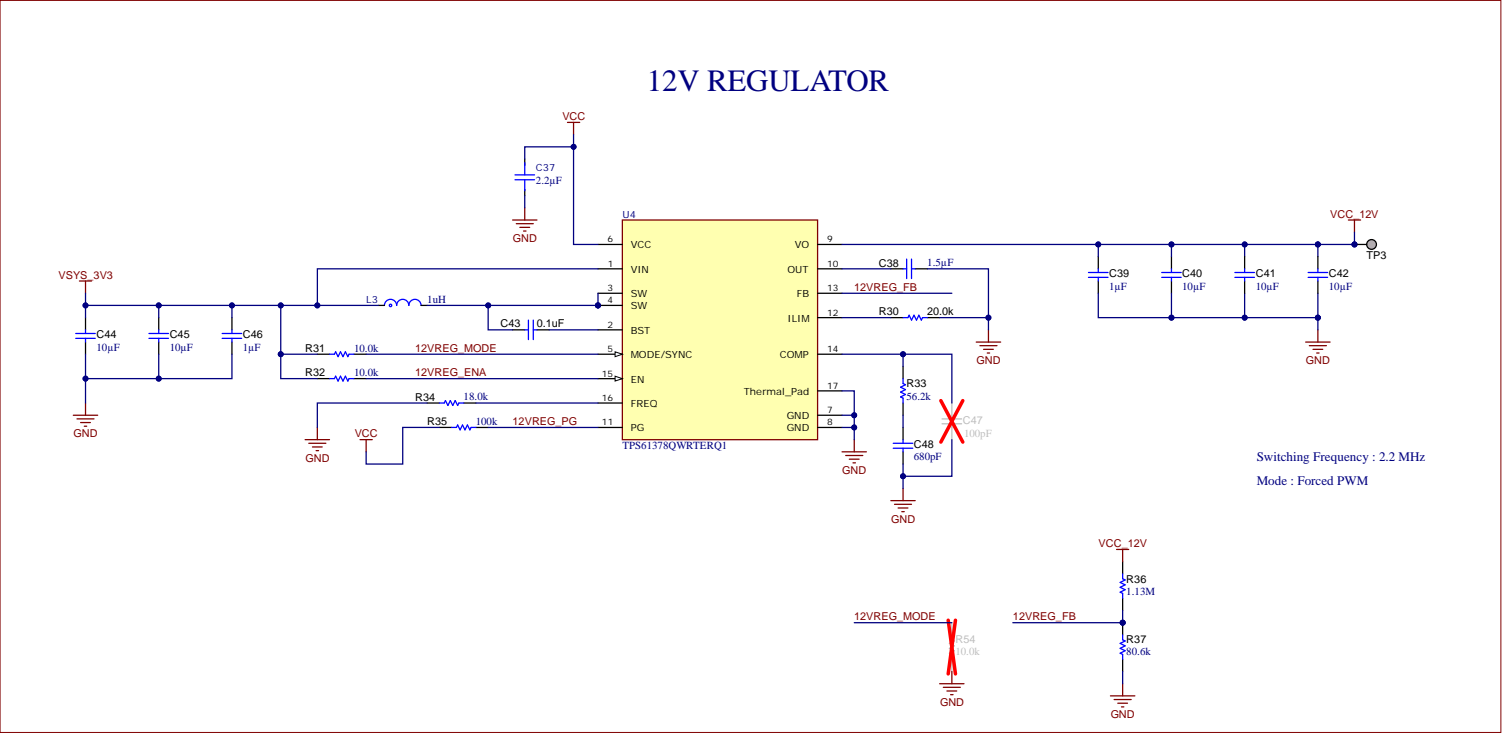 12V REGULATOR
VCC
C37
2.2µF
GND
U4
6
VCC
1
VIN
3
SW
4
SW
2
BST
5
MODE/SYNC
15
EN
16
FREQ
11
PG
VO
9
OUT
10
FB
13
ILIM
12
COMP
14
Thermal_Pad
17
GND
7
GND
8
TPS61378QWRTERQ1
VSYS_3V3
C44
10µF
C45
10µF
C46
1µF
GND
L3
1uH
C43
0.1uF
R31
10.0k
12VREG_MODE
R32
10.0k
12VREG_ENA
R34
18.0k
GND
R35
100k
12VREG_PG
VCC
C38
1.5µF
12VREG_FB
R30
20.0k
GND
R33
56.2k
C48
680pF
C47
100pF
GND
GND
VCC_12V
TP3
C39
1µF
C40
10µF
C41
10µF
C42
10µF
GND
Switching Frequency : 2.2 MHz
Mode : Forced PWM
12VREG_MODE
R54
10.0k
GND
VCC_12V
R36
1.13M
12VREG_FB
R37
80.6k
GND